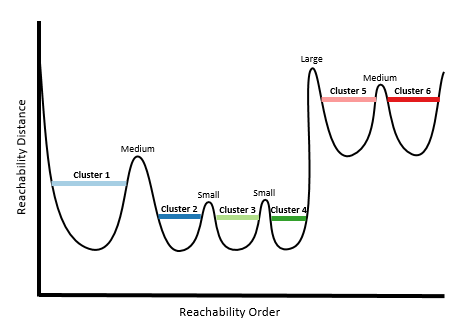 Large
Medium
Cluster 5
Cluster 6
Medium
Cluster 1
Small
Small
Cluster 2
Cluster 3
Cluster 4
Reachability Distance
Reachability Order